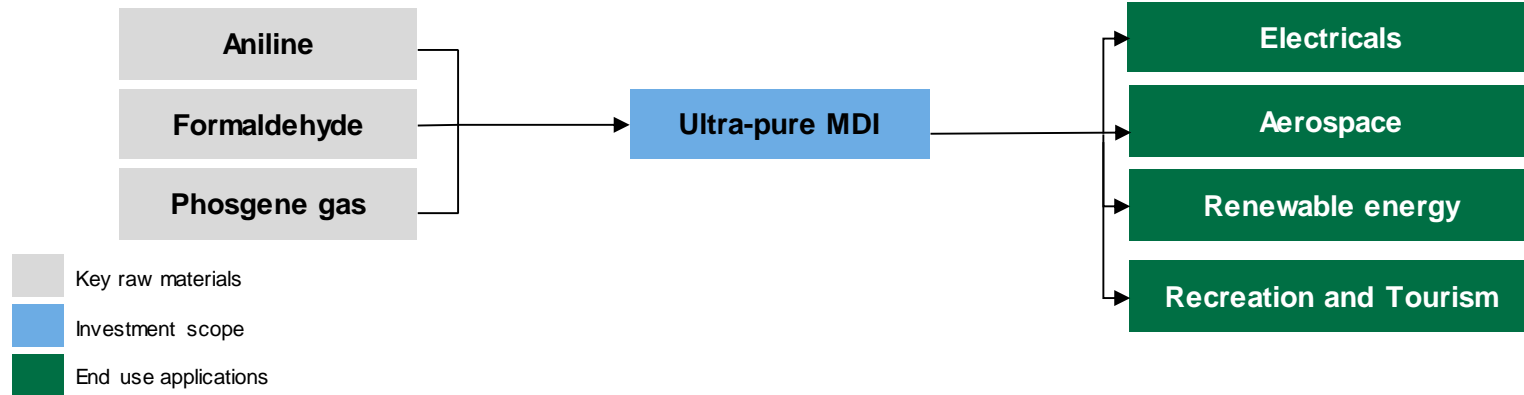 Aniline
Formaldehyde
Phosgene gas
Ultra-pure MDI
Electricals
Aerospace
Renewable energy
Recreation and Tourism
Key raw materials
Investment scope
End use applications